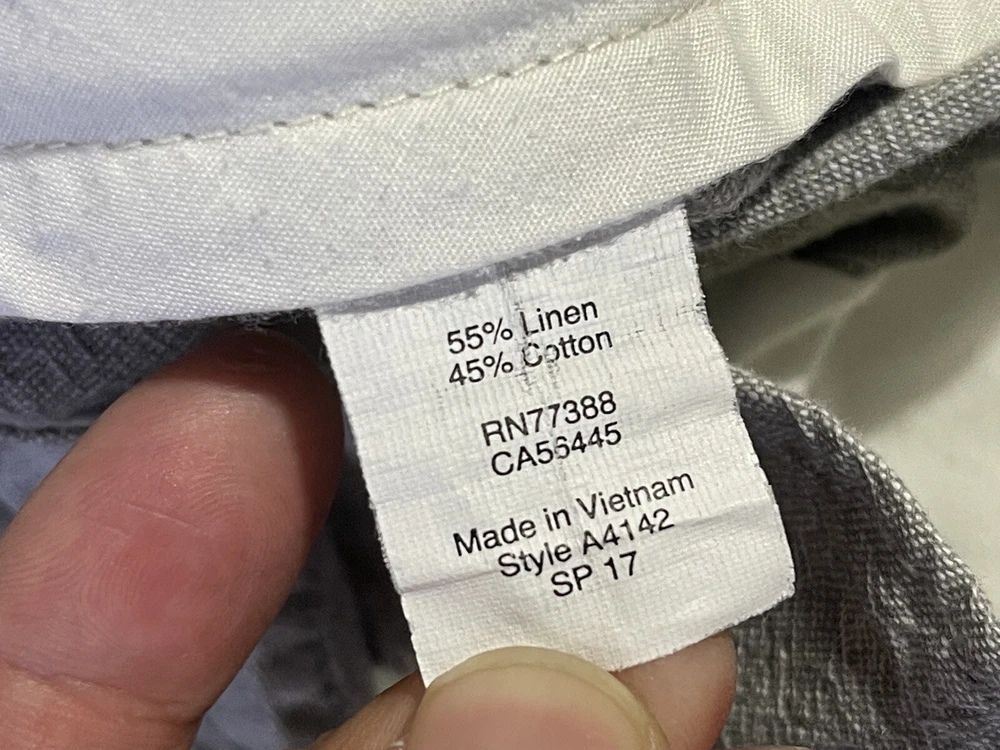 55% Linen
45% Cotton
RN77388
CA56445
Made in Vietnam
Style A4142
SP 17